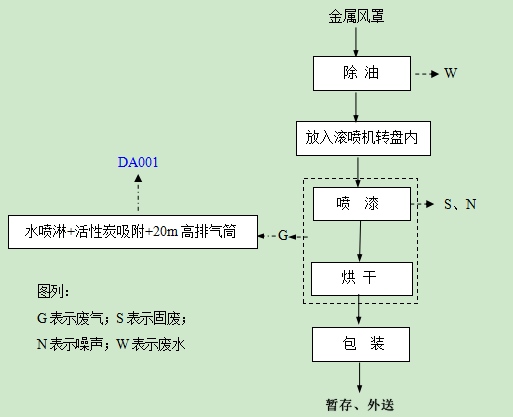 金属风罩
除 油
W
放入滚喷机转盘内
DA001
喷 漆
S、N
水喷淋+活性炭吸附+20m 高排气筒
G
烘 干
图列：
G 表示废气；S 表示固废；
N 表示噪声；W 表示废水
包 装
暂存、外送